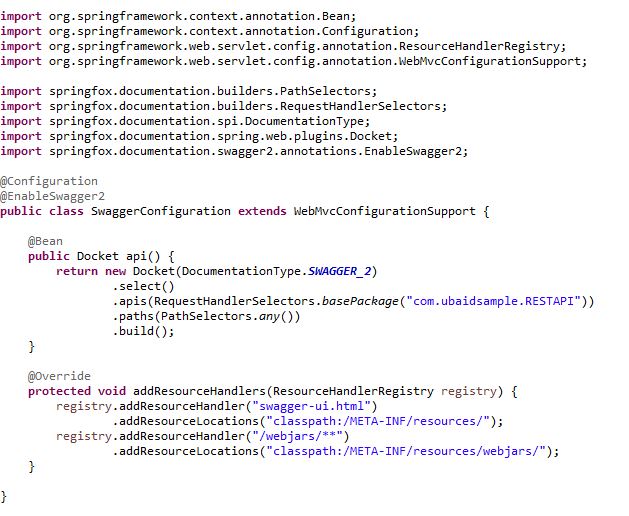 import org.springframework.context.annotation.Bean;
import org.springframework.context.annotation.Configuration;
import org.springframework.web.servlet.config.annotation.ResourceHandlerRegistry;
import org.springframework.web.servlet.config.annotation.WebMvcConfigurationSupport;

import springfox.documentation.builders.PathSelectors;
import springfox.documentation.builders.RequestHandlerSelectors;
import springfox.documentation.spi.DocumentationType;
import springfox.documentation.spring.web.plugins.Docket;
import springfox.documentation.swagger2.annotations.EnableSwagger2;

@Configuration
@EnableSwagger2
public class SwaggerConfiguration extends WebMvcConfigurationSupport {

    @Bean
    public Docket api() {
        return new Docket(DocumentationType.SWAGGER_2)
                .select()
                .apis(RequestHandlerSelectors.basePackage("com.ubaidsample.RESTAPI"))
                .paths(PathSelectors.any())
                .build();
    }

    @Override
    protected void addResourceHandlers(ResourceHandlerRegistry registry) {
        registry.addResourceHandler("swagger-ui.html")
                .addResourceLocations("classpath:/META-INF/resources/");
        registry.addResourceHandler("/webjars/**")
                .addResourceLocations("classpath:/META-INF/resources/webjars/");
    }

}